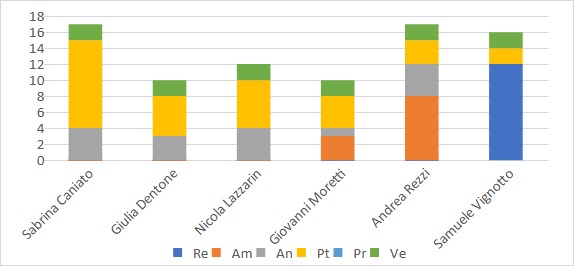 18
16
14
12
10
8
6
4
2
0
Sabrina Caniato
Giulia Dentone
Nicola Lazzarin
Giovanni Moretti
Andrea Rezzi
Samuele Vignotto
Re Am An Pt Pr Ve